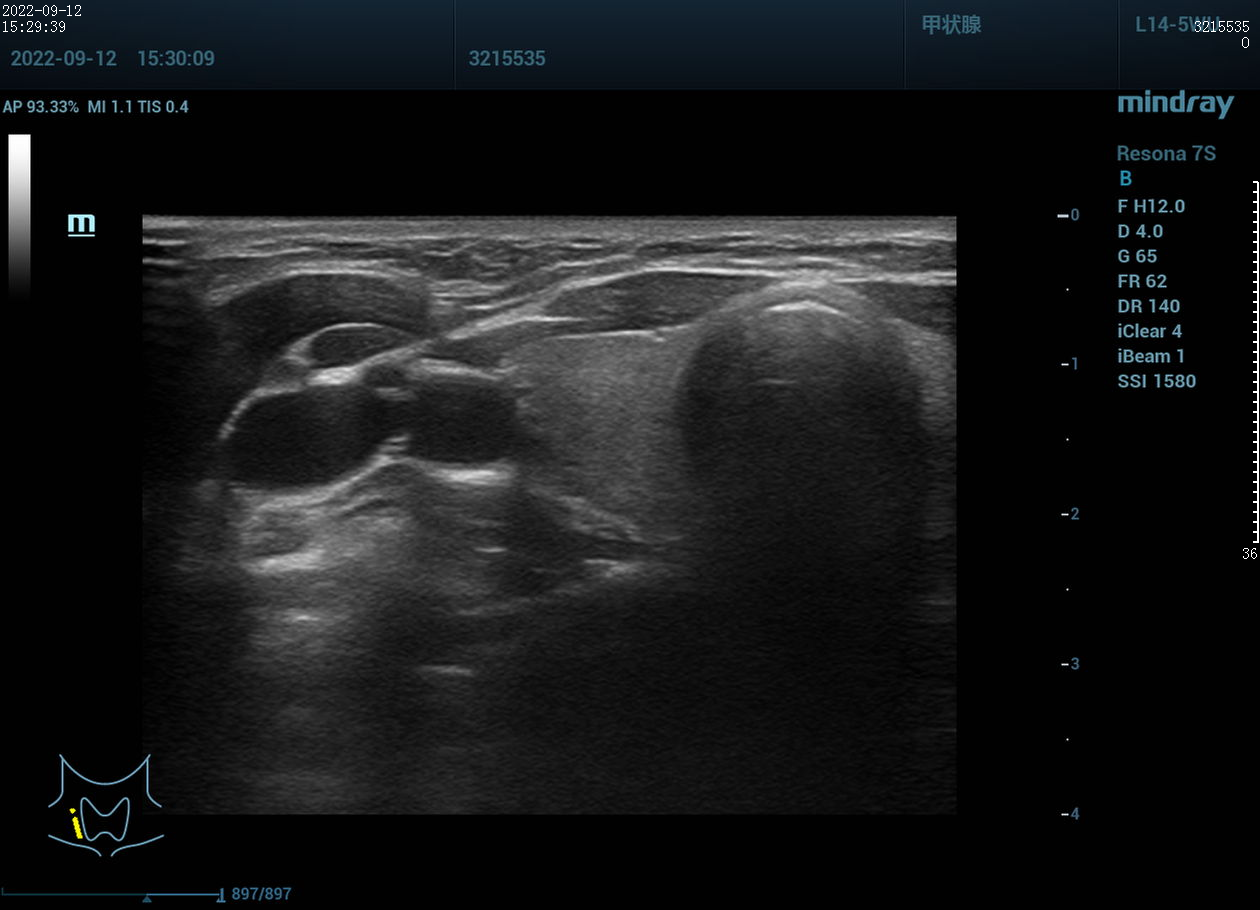 2022-09-12
15:29:39
2022-09-12 15:30:09
3215535
甲状腺
3215535
0
AP 93.33% MI 1.1 TIS 0.4
mindray
Resona 7S
B
F H12.0
D 4.0
G 65
FR 62
DR 140
iClear 4
iBeam 1
SSI 1580
m
0
1
2
3
4
36
i
897/897